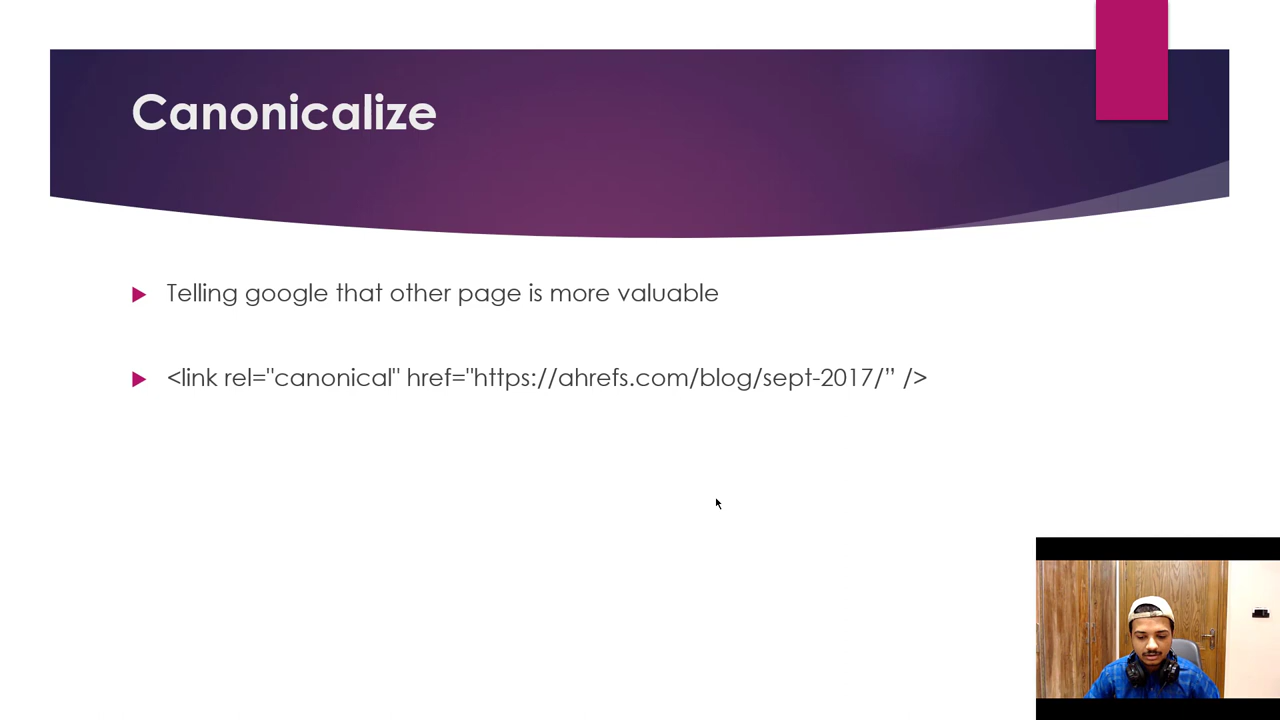 Canonicalize
Telling google that other page is more valuable
<link rel="canonical" href="https://ahrefs.com/blog/sept-2017/” />